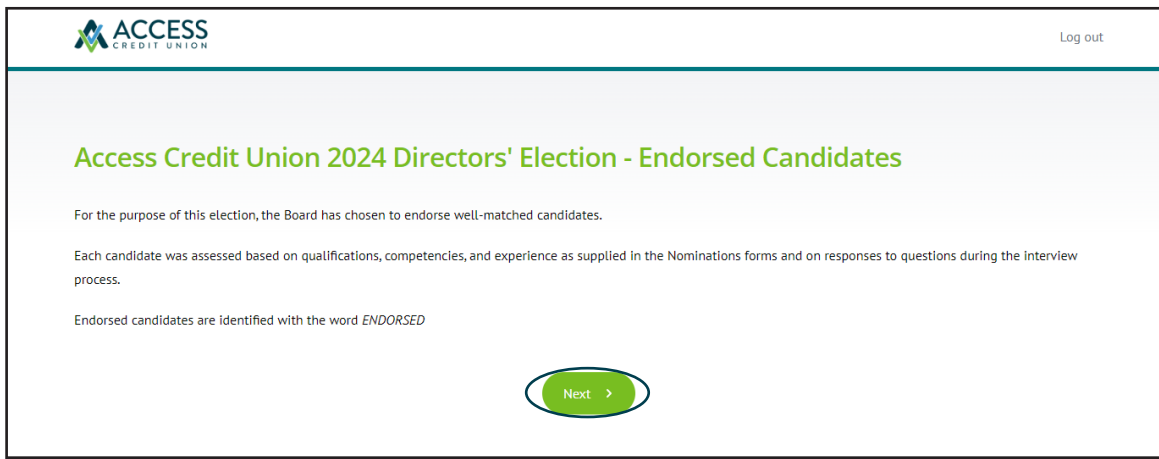 ACCESS
CREDIT UNION
Log out
Access Credit Union 2024 Directors' Election - Endorsed Candidates
For the purpose of this election, the Board has chosen to endorse well-matched candidates.
Each candidate was assessed based on qualifications, competencies, and experience as supplied in the Nominations forms and on responses to questions during the interview
process.
Endorsed candidates are identified with the word ENDORSED
Next >